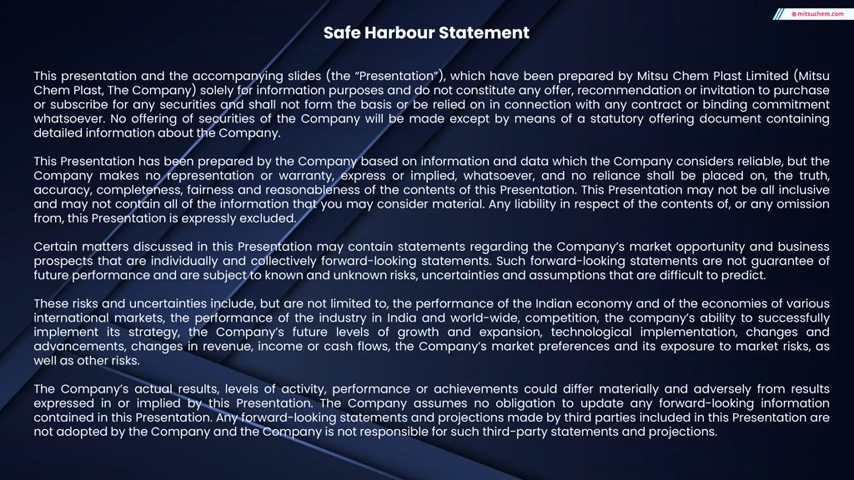 mitsuchem.com
Safe Harbour Statement
This presentation and the accompanying slides (the “Presentation”), which have been prepared by Mitsu Chem Plast Limited (Mitsu
Chem Plast, The Company) solely for information purposes and do not constitute any offer, recommendation or invitation to purchase
or subscribe for any securities and shall not form the basis or be relied on in connection with any contract or binding commitment
whatsoever. No offering of securities of the Company will be made except by means of a statutory offering document containing
detailed information about the Company.
This Presentation has been prepared by the Company based on information and data which the Company considers reliable, but the
Company makes no representation or warranty, express or implied, whatsoever, and no reliance shall be placed on, the truth,
accuracy, completeness, fairness and reasonableness of the contents of this Presentation. This Presentation may not be all inclusive
and may not contain all of the information that you may consider material. Any liability in respect of the contents of, or any omission
from, this Presentation is expressly excluded.
Certain matters discussed in this Presentation may contain statements regarding the Company’s market opportunity and business
prospects that are individually and collectively forward-looking statements. Such forward-looking statements are not guarantee of
future performance and are subject to known and unknown risks, uncertainties and assumptions that are difficult to predict.
These risks and uncertainties include, but are not limited to, the performance of the Indian economy and of the economies of various
international markets, the performance of the industry in India and world-wide, competition, the company’s ability to successfully
implement its strategy, the Company’s future levels of growth and expansion, technological implementation, changes and
advancements, changes in revenue, income or cash flows, the Company’s market preferences and its exposure to market risks, as
well as other risks.
The Company’s actual results, levels of activity, performance or achievements could differ materially and adversely from results
expressed in or implied by this Presentation. The Company assumes no obligation to update any forward-looking information
contained in this Presentation. Any forward-looking statements and projections made by third parties included in this Presentation are
not adopted by the Company and the Company is not responsible for such third-party statements and projections.